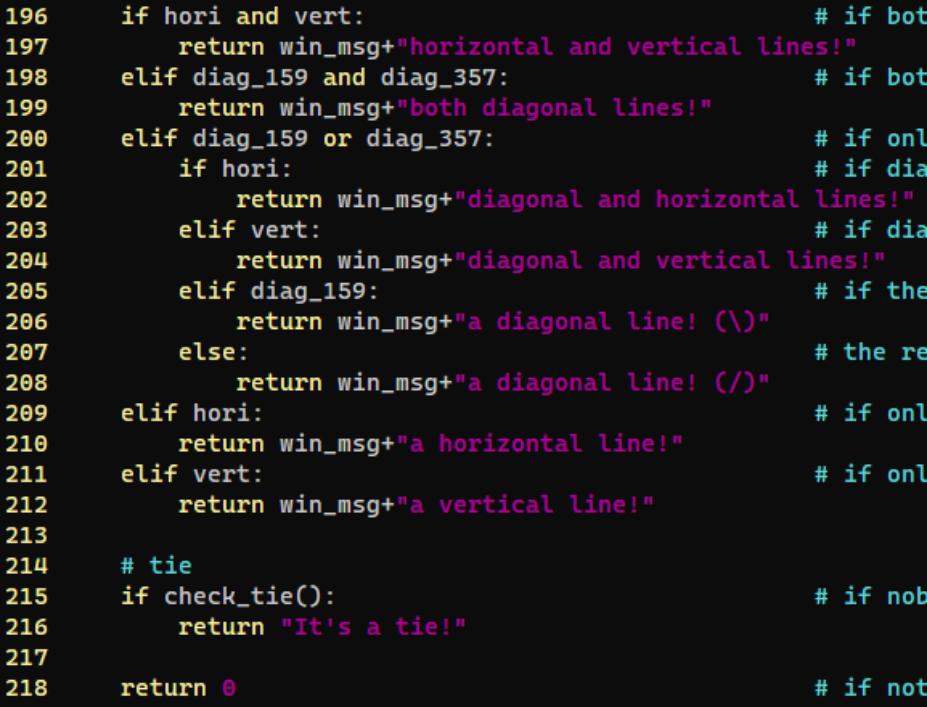 196     if hori and vert:                               # if bot
197         return win_msg+"horizontal and vertical lines!"
198     elif diag_159 and diag_357:                     # if bot
199         return win_msg+"both diagonal lines!"
200     elif diag_159 or diag_357:                      # if onl
201         if hori:                                    # if dia
202             return win_msg+"diagonal and horizontal lines!"
203         elif vert:                                  # if dia
204             return win_msg+"diagonal and vertical lines!"
205         elif diag_159:                              # if the
206             return win_msg+"a diagonal line! (\)"
207         else:                                       # the re
208             return win_msg+"a diagonal line! (/)"
209     elif hori:                                      # if onl
210         return win_msg+"a horizontal line!"
211     elif vert:                                      # if onl
212         return win_msg+"a vertical line!"
213
214     # tie
215     if check_tie():                                 # if nob
216         return "It's a tie!"
217
218     return 0                                        # if not